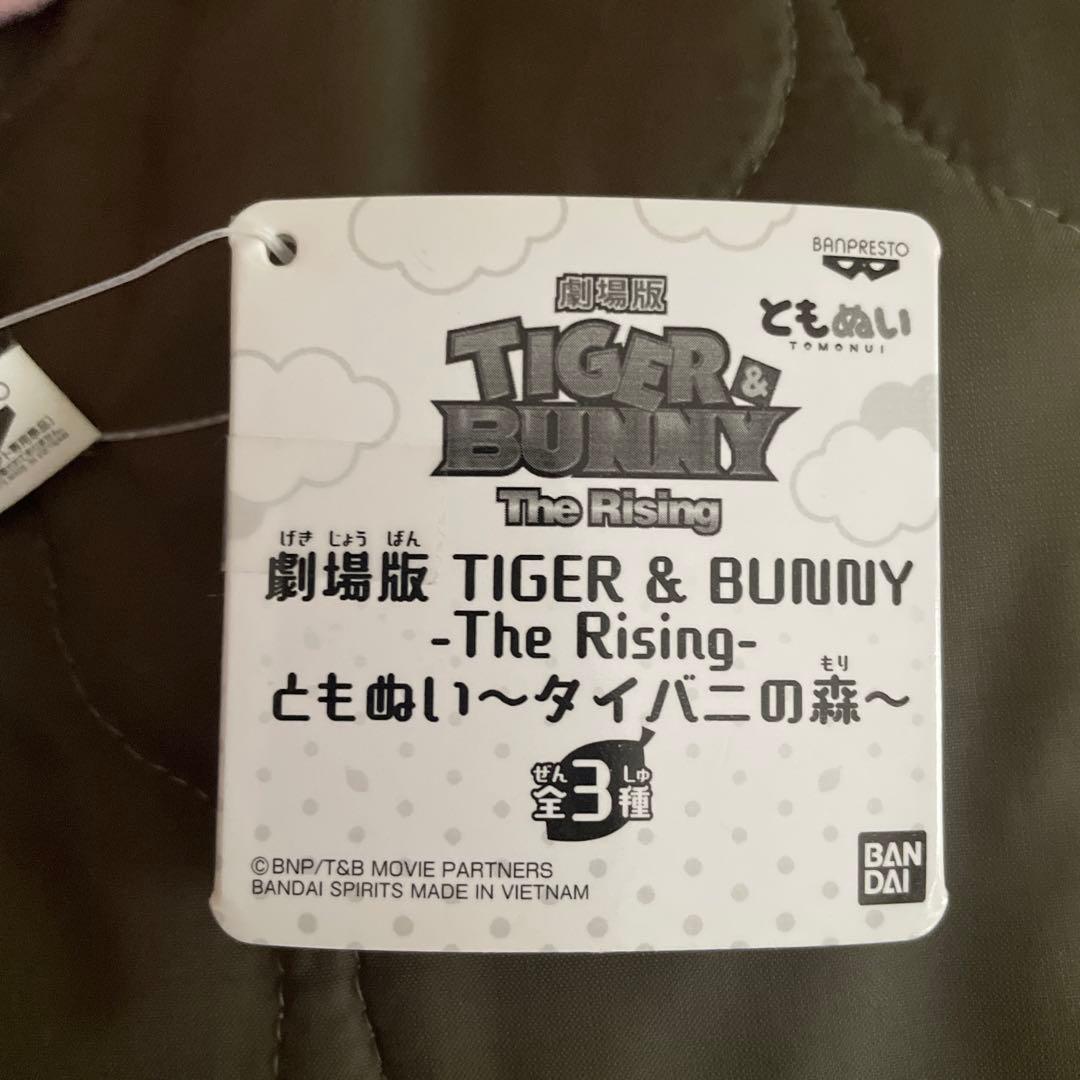 BANPRESTO
ともぬい
TOMONUI
劇場版
TIGER &
BUNNY
The Rising
げき じょう ばん
劇場版 TIGER & BUNNY
-The Rising-
もり
ともぬい～タイバニの森～
ぜん しゅ
全3種
©BNP/T&B MOVIE PARTNERS
BANDAI SPIRITS MADE IN VIETNAM
BAN
DAI